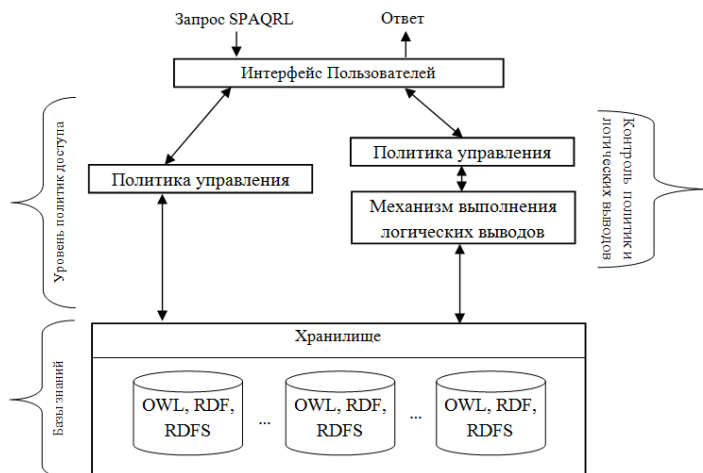 Запрос SPAQRL
Ответ
Интерфейс Пользователей
Уровень политик доступа
Контроль политик и
логических выводов
Политика управления
Политика управления
Механизм выполнения
логических выводов
Базы знаний
Хранилище
OWL, RDF,
RDFS
...
OWL, RDF,
RDFS
...
OWL, RDF,
RDFS